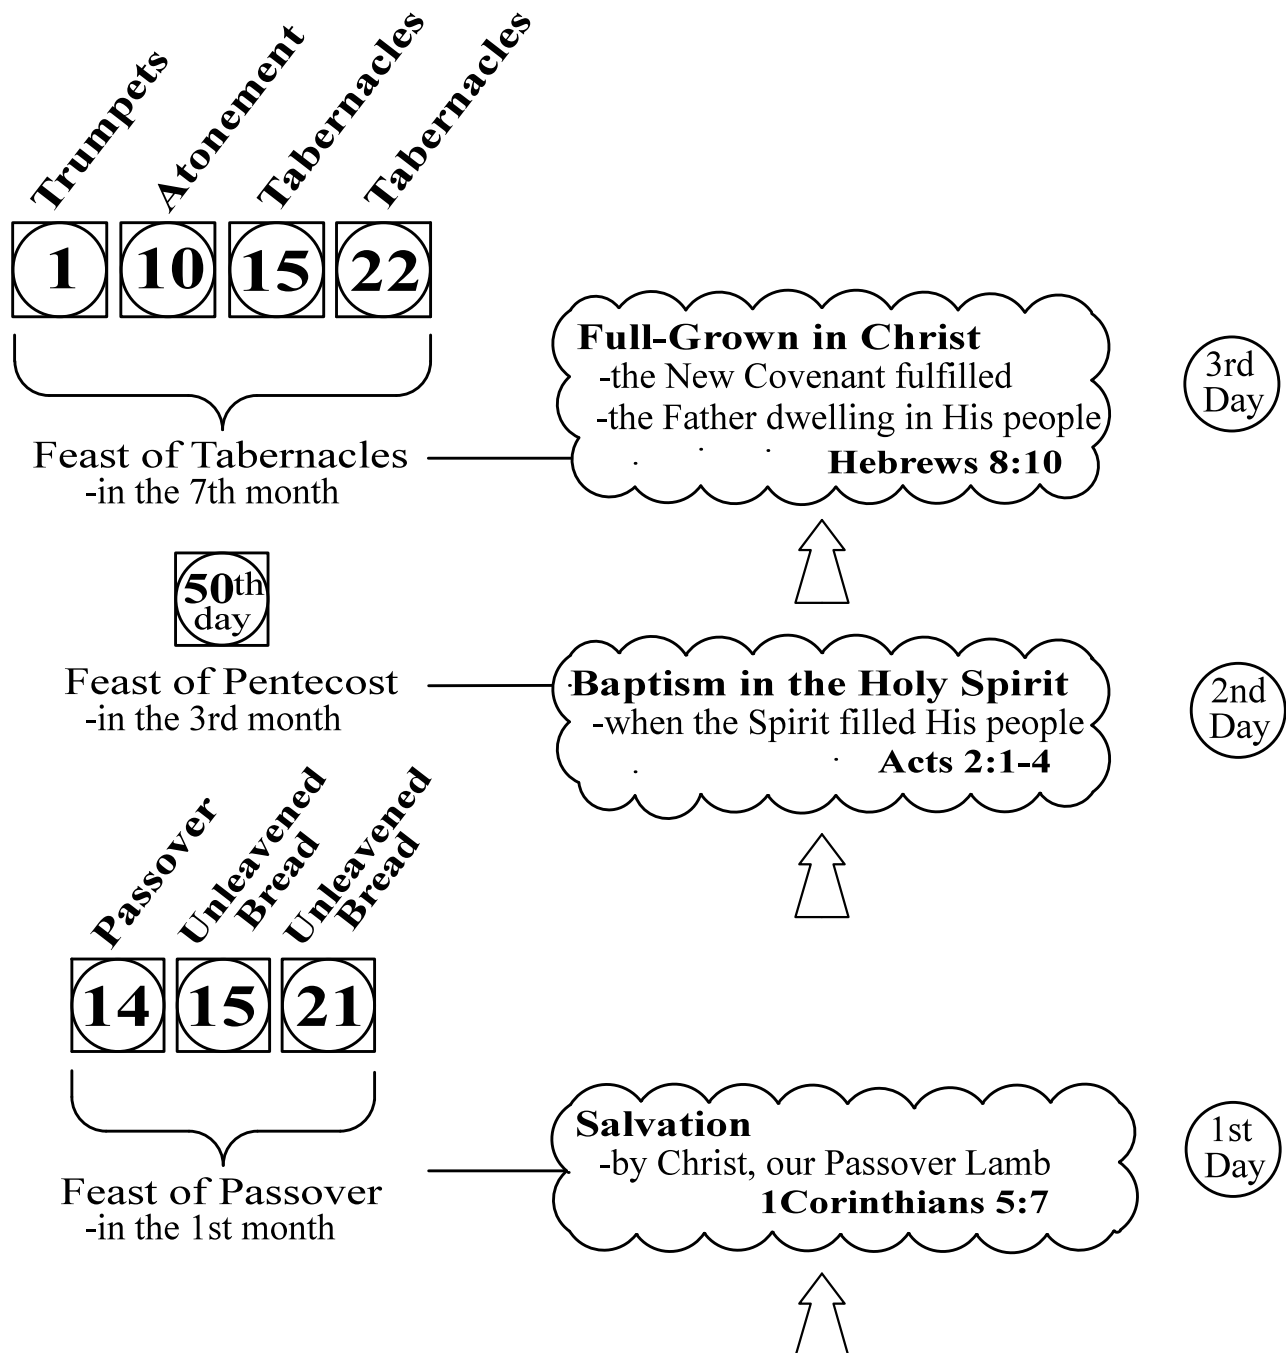 Trumpets
Atonement
Tabernacles
Tabernacles
1
10
15
22
Feast of Tabernacles
-in the 7th month
Full-Grown in Christ
-the New Covenant fulfilled
-the Father dwelling in His people
Hebrews 8:10
3rd
Day
50th
day
Feast of Pentecost
-in the 3rd month
Baptism in the Holy Spirit
-when the Spirit filled His people
Acts 2:1-4
2nd
Day
Passover
Unleavened
Bread
Unleavened
Bread
14
15
21
Feast of Passover
-in the 1st month
Salvation
-by Christ, our Passover Lamb
1Corinthians 5:7
1st
Day